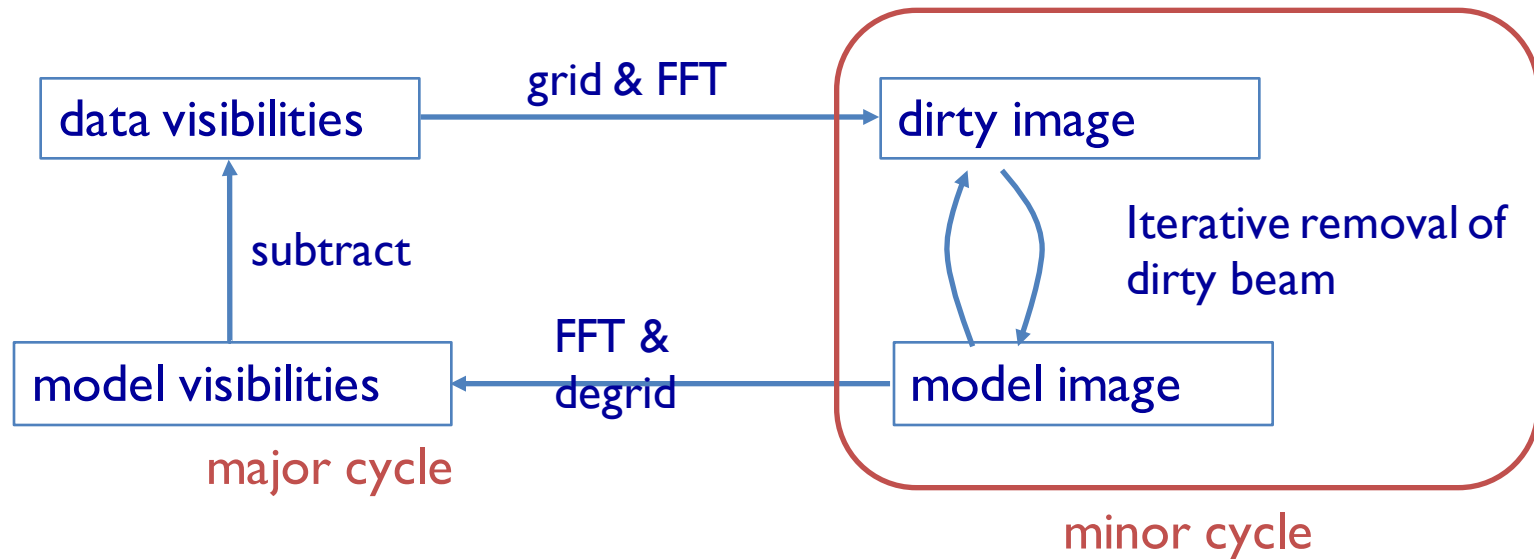 grid & FFT
data visibilities
dirty image
subtract
Iterative removal of
dirty beam
FFT &
degrid
model visibilities
model image
major cycle
minor cycle